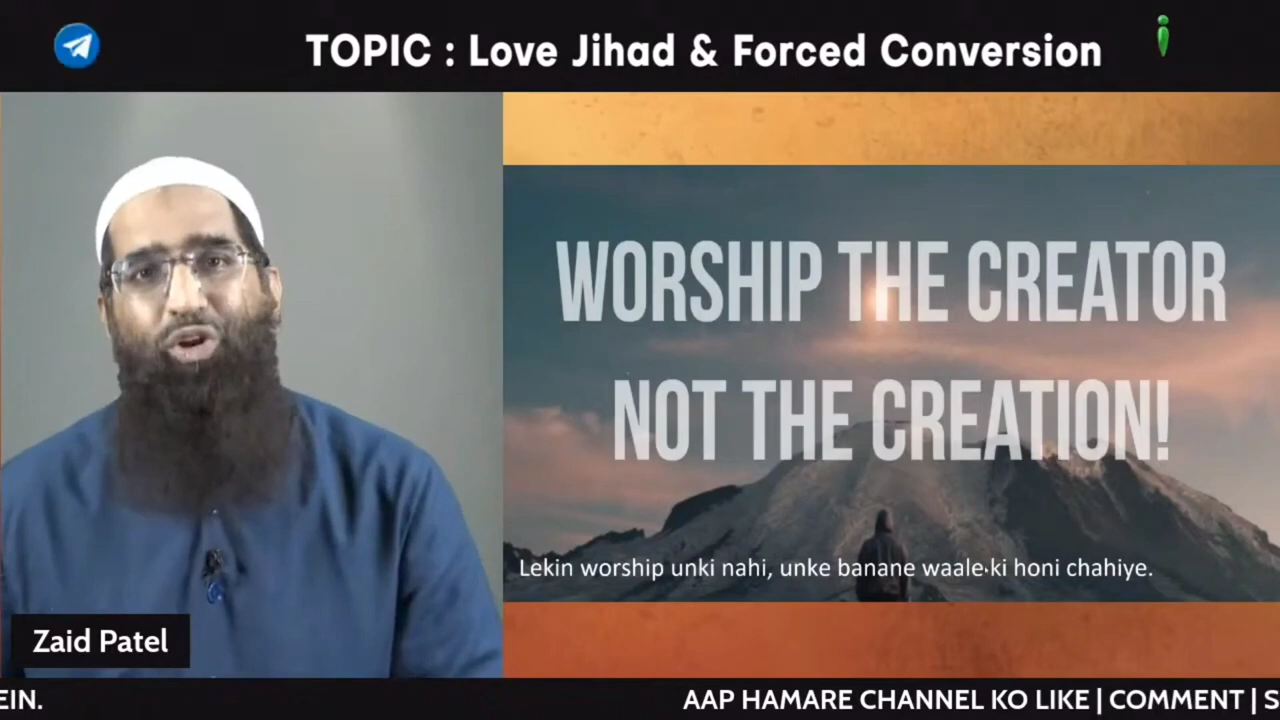 TOPIC : Love Jihad & Forced Conversion
WORSHIP THE CREATOR
NOT THE CREATION!
Lekin worship unki nahi, unke banane waale ki honi chahiye.
Zaid Patel
EIN.
AAP HAMARE CHANNEL KO LIKE | COMMENT | S